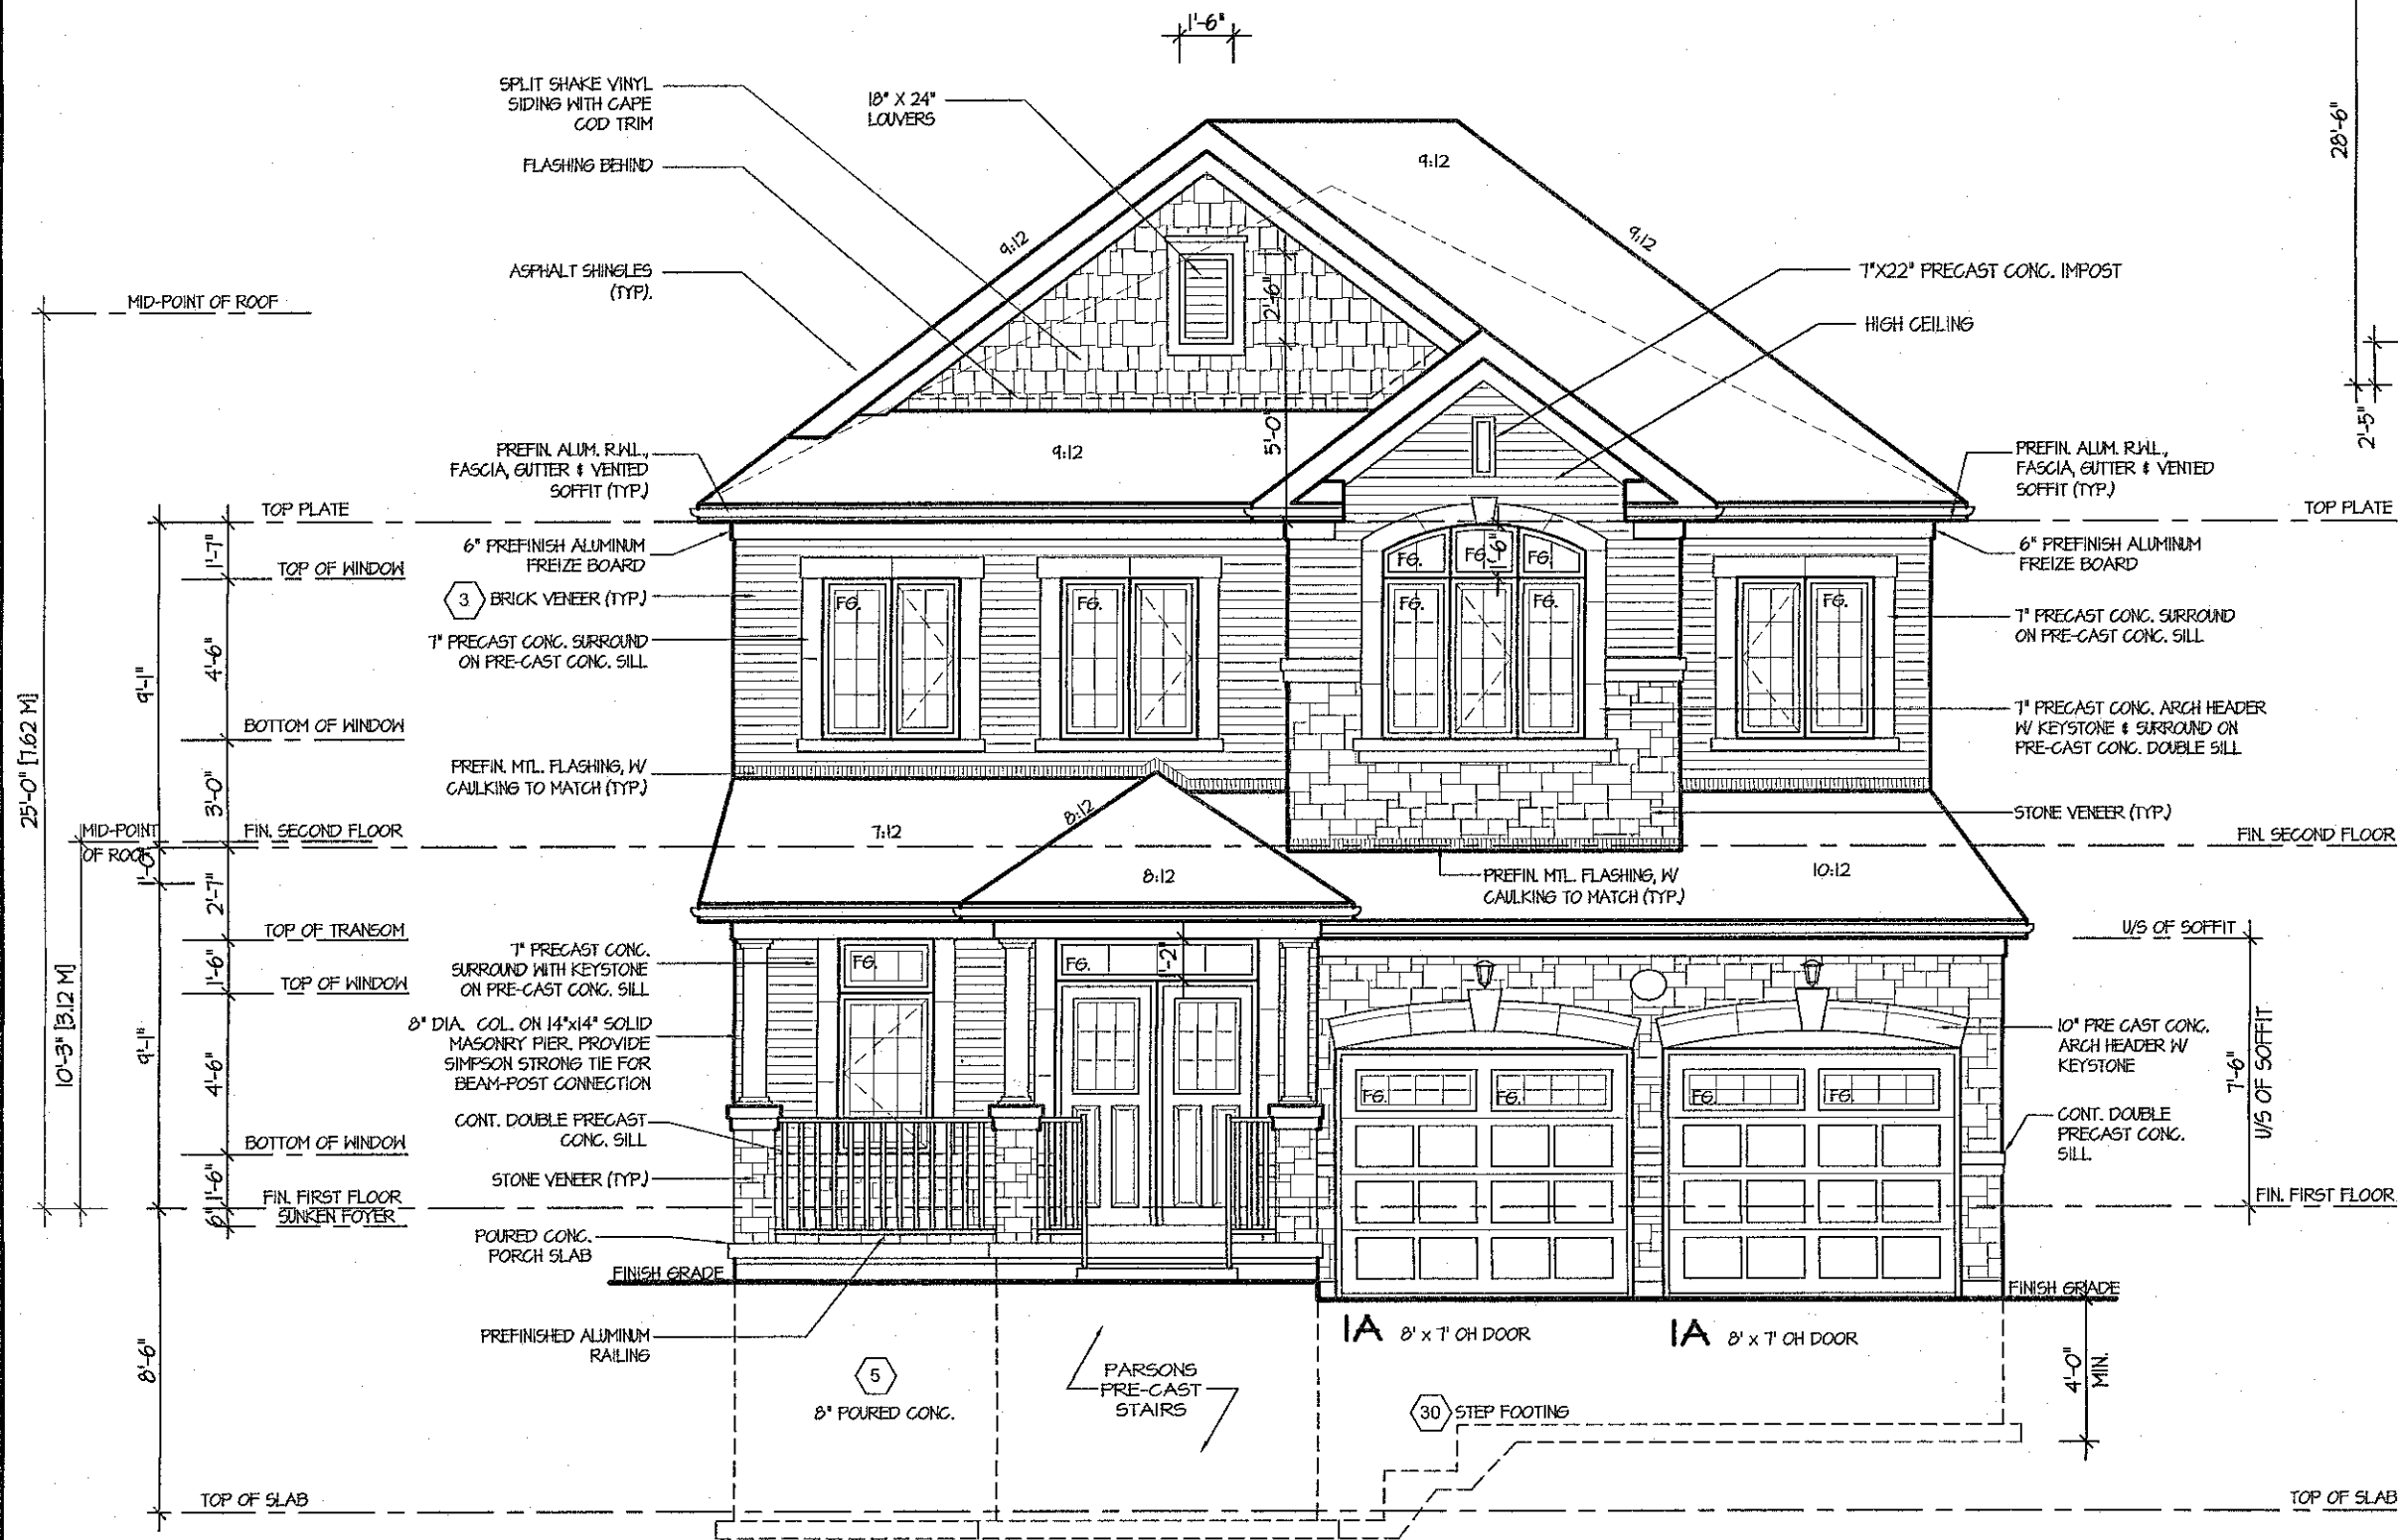 1'-6"
SPLIT SHAKE VINYL
SIDING WITH CAPE
COD TRIM
18" X 24"
LOUVERS
FLASHING BEHIND
ASPHALT SHINGLES
(TYP).
9:12
9:12
9:12
28'-6"
2'-5"
7"X22" PRECAST CONC. IMPOST
HIGH CEILING
MID-POINT OF ROOF
2'-6"
5'-0"
9:12
PREFIN. ALUM. R.W.L.,
FASCIA, GUTTER & VENTED
SOFFIT (TYP.)
PREFIN. ALUM. R.W.L.,
FASCIA, GUTTER & VENTED
SOFFIT (TYP.)
TOP PLATE
TOP PLATE
1'-7"
6" PREFINISH ALUMINUM
FREIZE BOARD
6" PREFINISH ALUMINUM
FREIZE BOARD
TOP OF WINDOW
3 BRICK VENEER (TYP.)
7" PRECAST CONC. SURROUND
ON PRE-CAST CONC. SILL
FG.
FG.
FG.
FG.
FG.
1'-6"
FG.
FG.
FG.
7" PRECAST CONC. SURROUND
ON PRE-CAST CONC. SILL
4'-6"
9'-1"
25'-0" [7.62 M]
7" PRECAST CONC. ARCH HEADER
W/ KEYSTONE & SURROUND ON
PRE-CAST CONC. DOUBLE SILL
BOTTOM OF WINDOW
PREFIN. MTL. FLASHING, W/
CAULKING TO MATCH (TYP.)
3'-0"
STONE VENEER (TYP.)
MID-POINT
OF ROOF
FIN. SECOND FLOOR
FIN. SECOND FLOOR
1'-0"
7:12
8:12
8:12
10:12
PREFIN. MTL. FLASHING, W/
CAULKING TO MATCH (TYP.)
2'-7"
TOP OF TRANSOM
U/S OF SOFFIT
7" PRECAST CONC.
SURROUND WITH KEYSTONE
ON PRE-CAST CONC. SILL
FG.
FG.
1'-2"
1'-6"
TOP OF WINDOW
8" DIA. COL. ON 14"x14" SOLID
MASONRY PIER. PROVIDE
SIMPSON STRONG TIE FOR
BEAM-POST CONNECTION
10'-3" [3.12 M]
9'-1"
4'-6"
10" PRE CAST CONC.
ARCH HEADER W/
KEYSTONE
7'-6"
U/S OF SOFFIT
FG.
FG.
FG.
FG.
CONT. DOUBLE PRECAST
CONC. SILL
CONT. DOUBLE
PRECAST CONC.
SILL.
BOTTOM OF WINDOW
STONE VENEER (TYP.)
1'-6"
FIN. FIRST FLOOR
SUNKEN FOYER
FIN. FIRST FLOOR
6"
POURED CONC.
PORCH SLAB
FINISH GRADE
FINISH GRADE
PREFINISHED ALUMINUM
RAILING
1A 8' x 7' OH DOOR
1A 8' x 7' OH DOOR
8'-6"
5
8" POURED CONC.
PARSONS
PRE-CAST
STAIRS
30 STEP FOOTING
4'-0"
MIN.
TOP OF SLAB
TOP OF SLAB